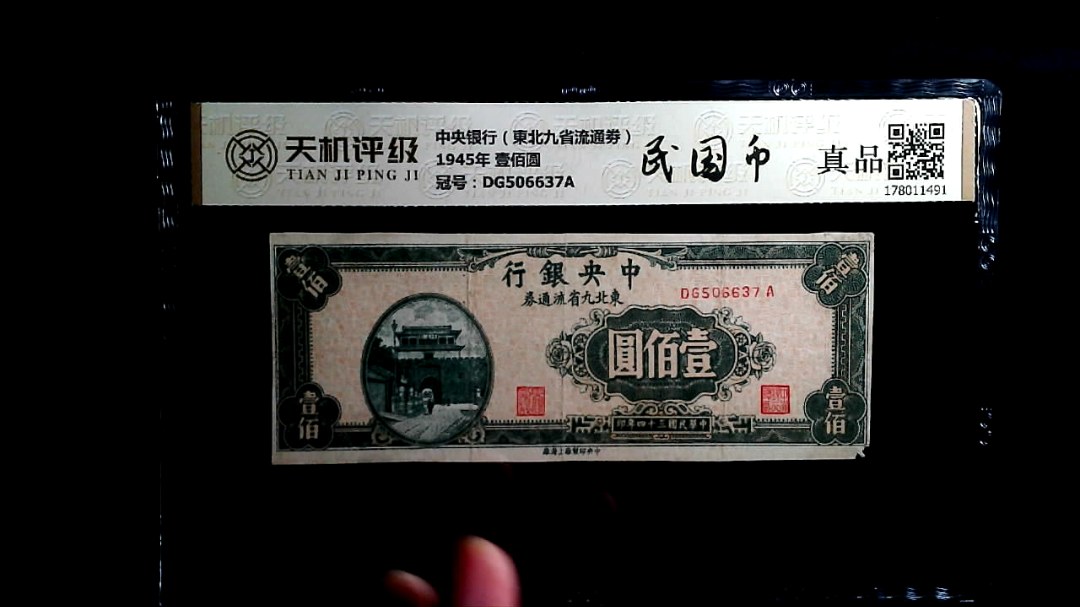 天机评级
TIAN JI PING JI
中央银行（東北九省流通券）
1945年 壹佰圆
冠号：DG506637A
民国币
真品
178011491
壹佰
壹佰
行銀央中
券通流省九北東
DG506637 A
圓佰壹
壹佰
壹佰
印年四十三國民華中